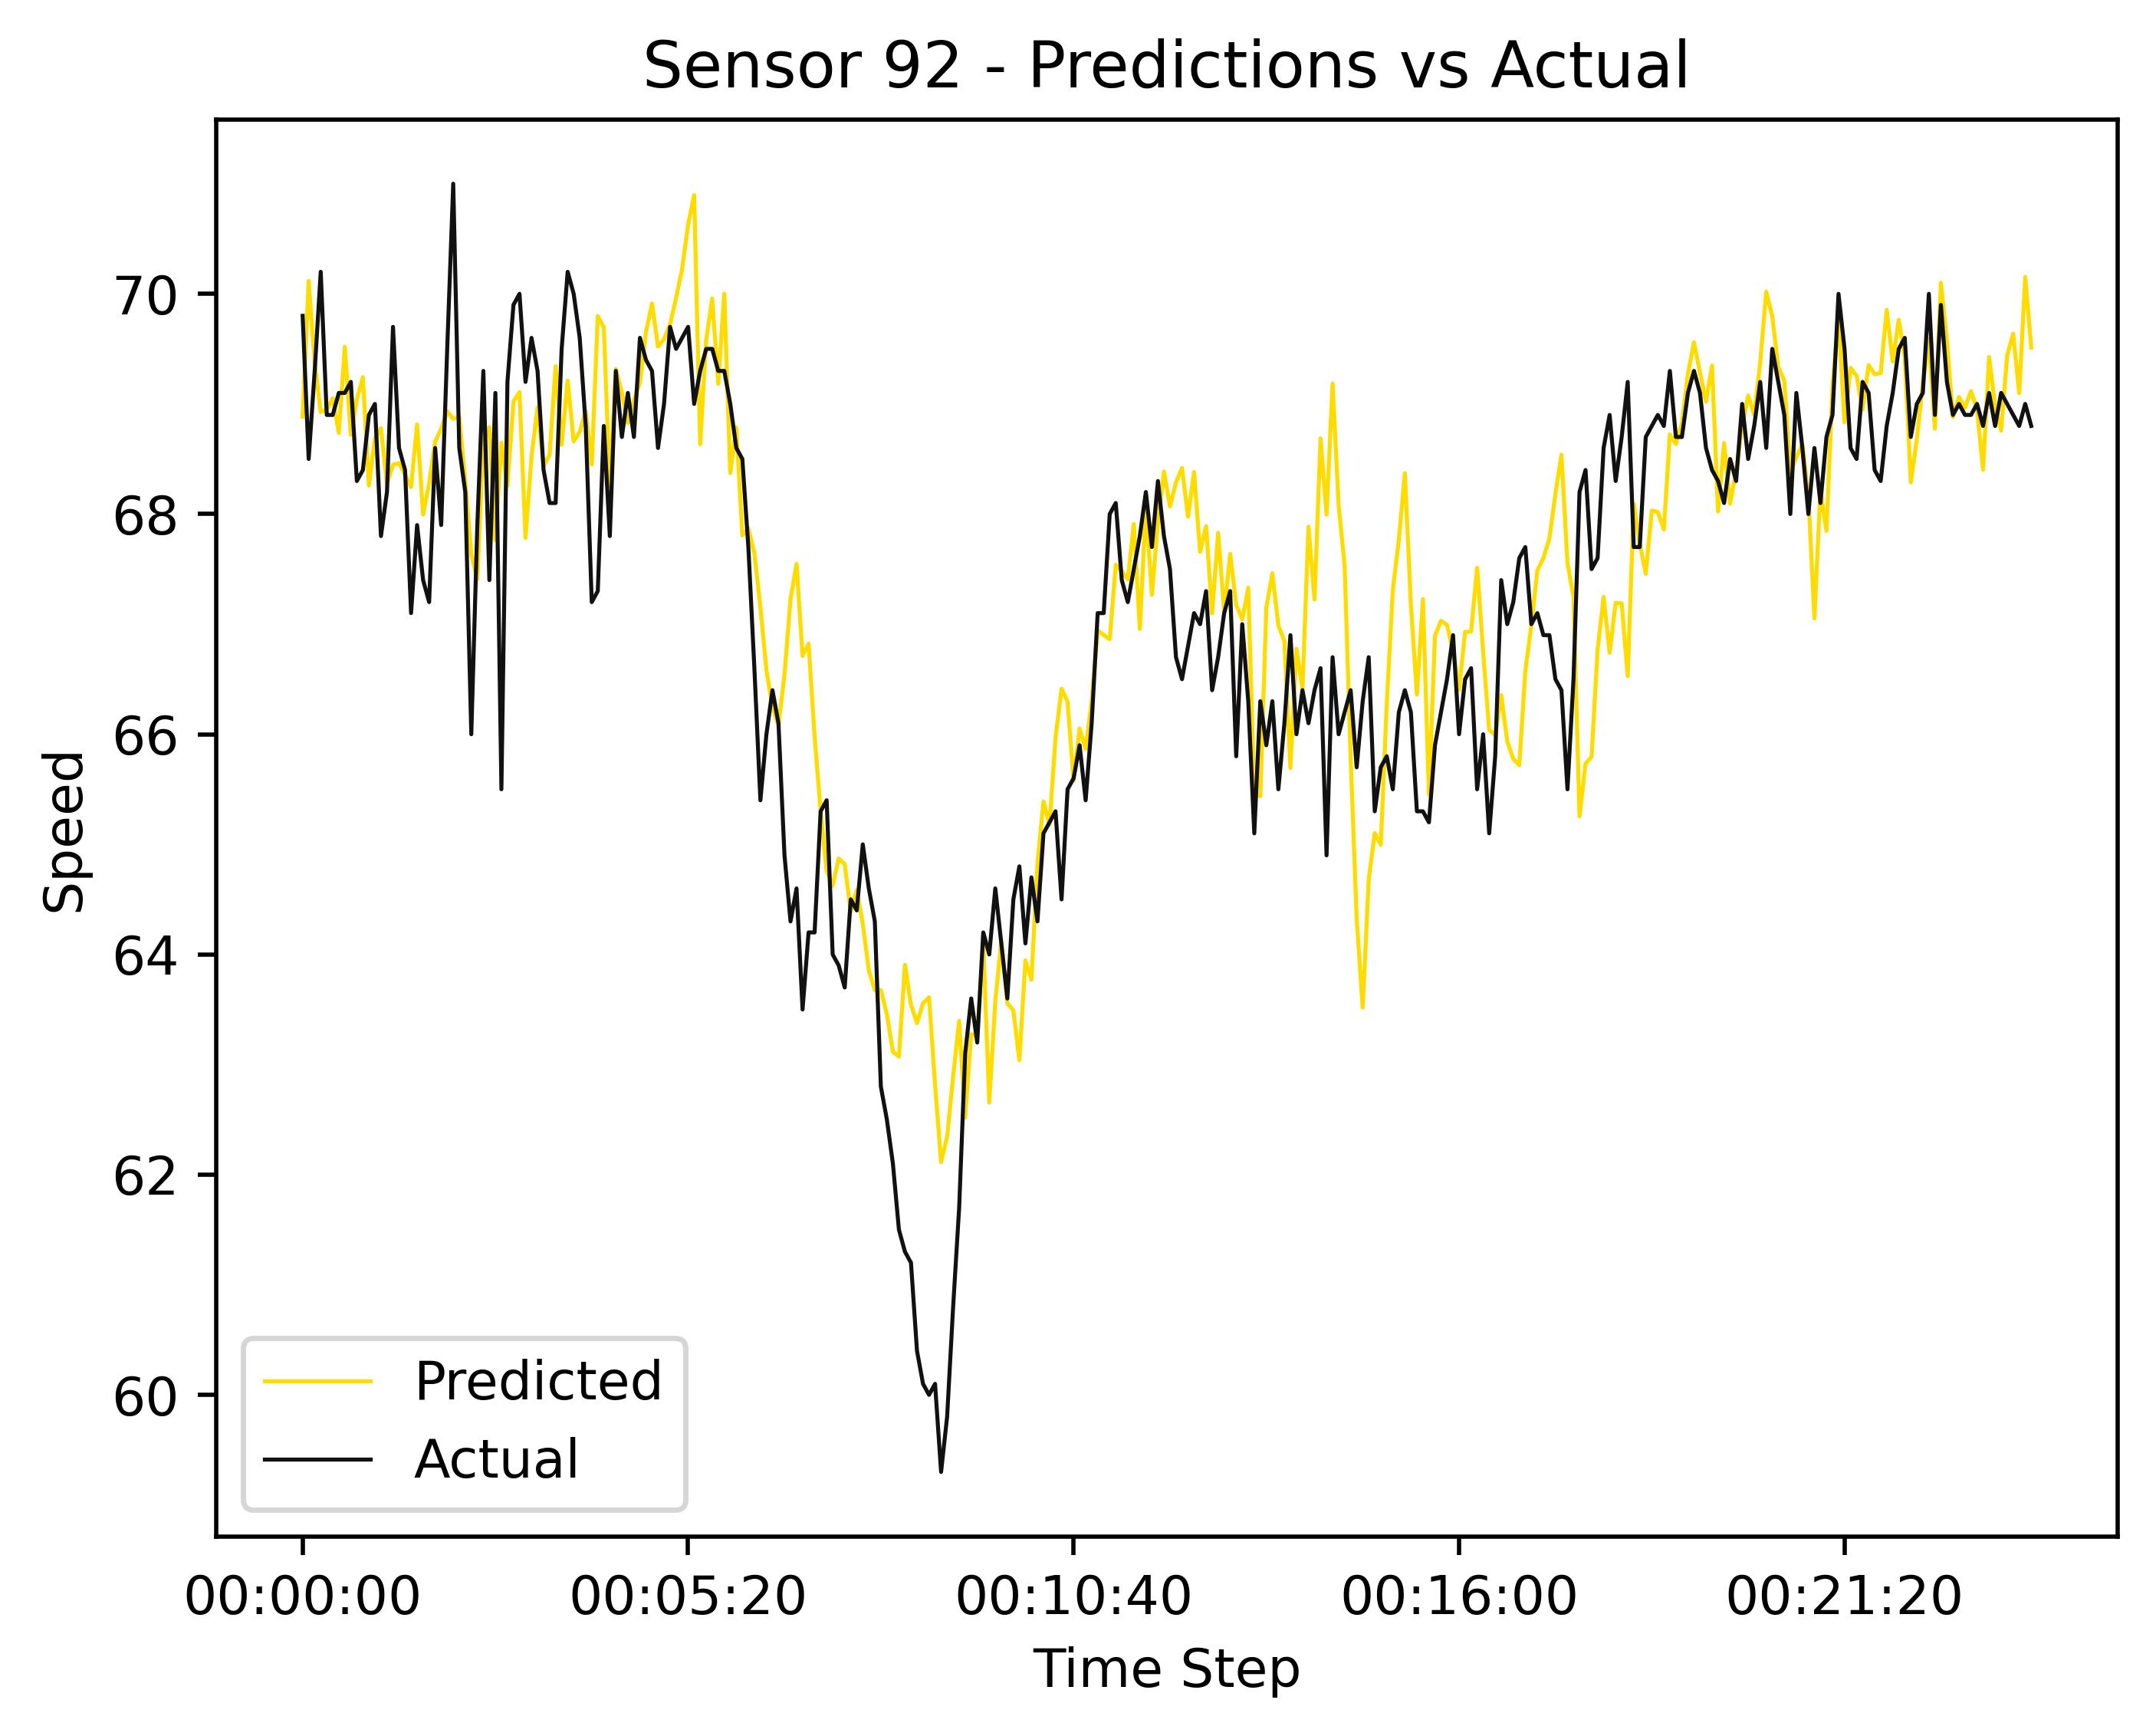 Sensor 92 - Predictions vs Actual
70
68
66
64
62
60
Speed
Predicted
Actual
00:00:00 00:05:20 00:10:40 00:16:00 00:21:20
Time Step